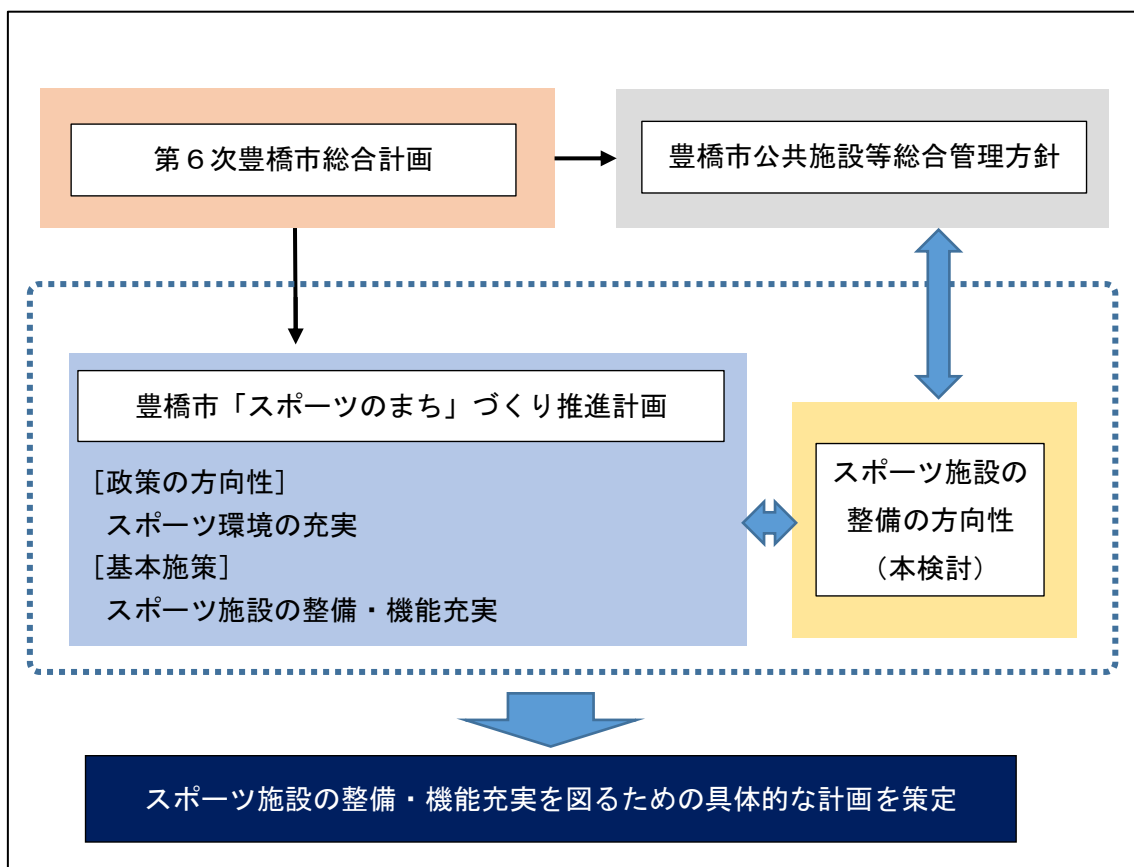 第６次豊橋市総合計画
豊橋市公共施設等総合管理方針
豊橋市「スポーツのまち」づくり推進計画
［政策の方向性］
スポーツ環境の充実
［基本施策］
スポーツ施設の整備・機能充実
スポーツ施設の
整備の方向性
（本検討）
スポーツ施設の整備・機能充実を図るための具体的な計画を策定